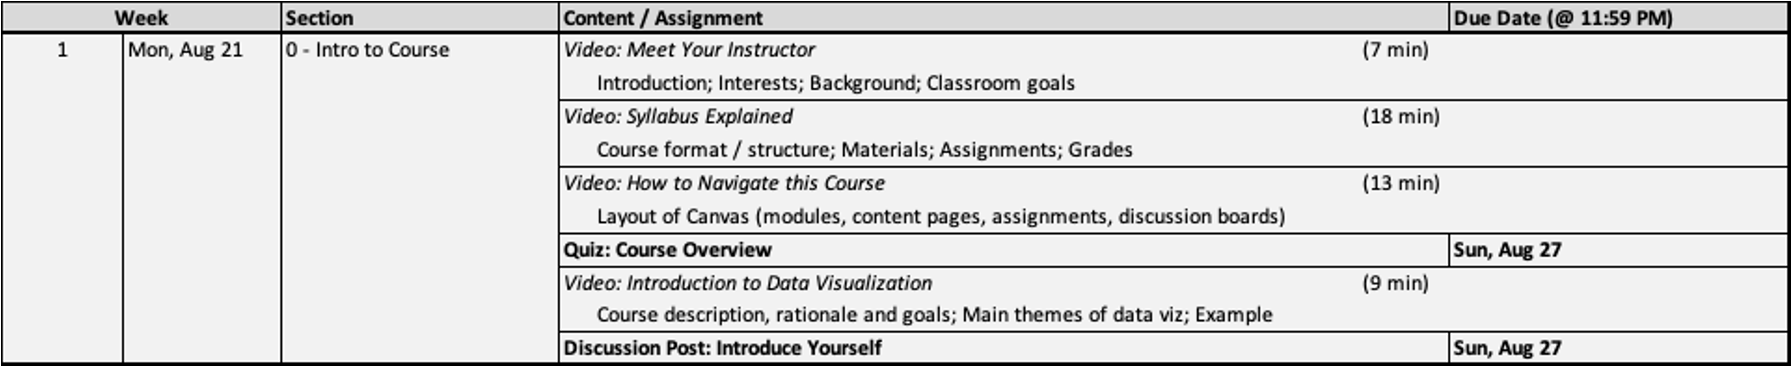 Week Section Content / Assignment Due Date (@ 11:59 PM)
1 Mon, Aug 21 0 - Intro to Course Video: Meet Your Instructor (7 min)
Introduction; Interests; Background; Classroom goals
Video: Syllabus Explained (18 min)
Course format / structure; Materials; Assignments; Grades
Video: How to Navigate this Course (13 min)
Layout of Canvas (modules, content pages, assignments, discussion boards)
Quiz: Course Overview Sun, Aug 27
Video: Introduction to Data Visualization (9 min)
Course description, rationale and goals; Main themes of data viz; Example
Discussion Post: Introduce Yourself Sun, Aug 27